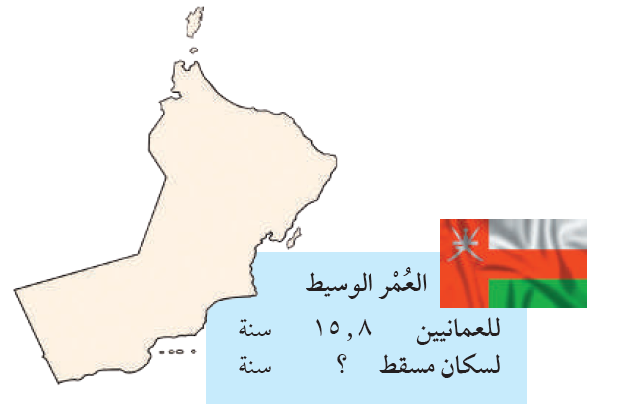 العُمْر الوسيط
للعمانيين ١٥,٨ سنة
لسكان مسقط ؟ سنة